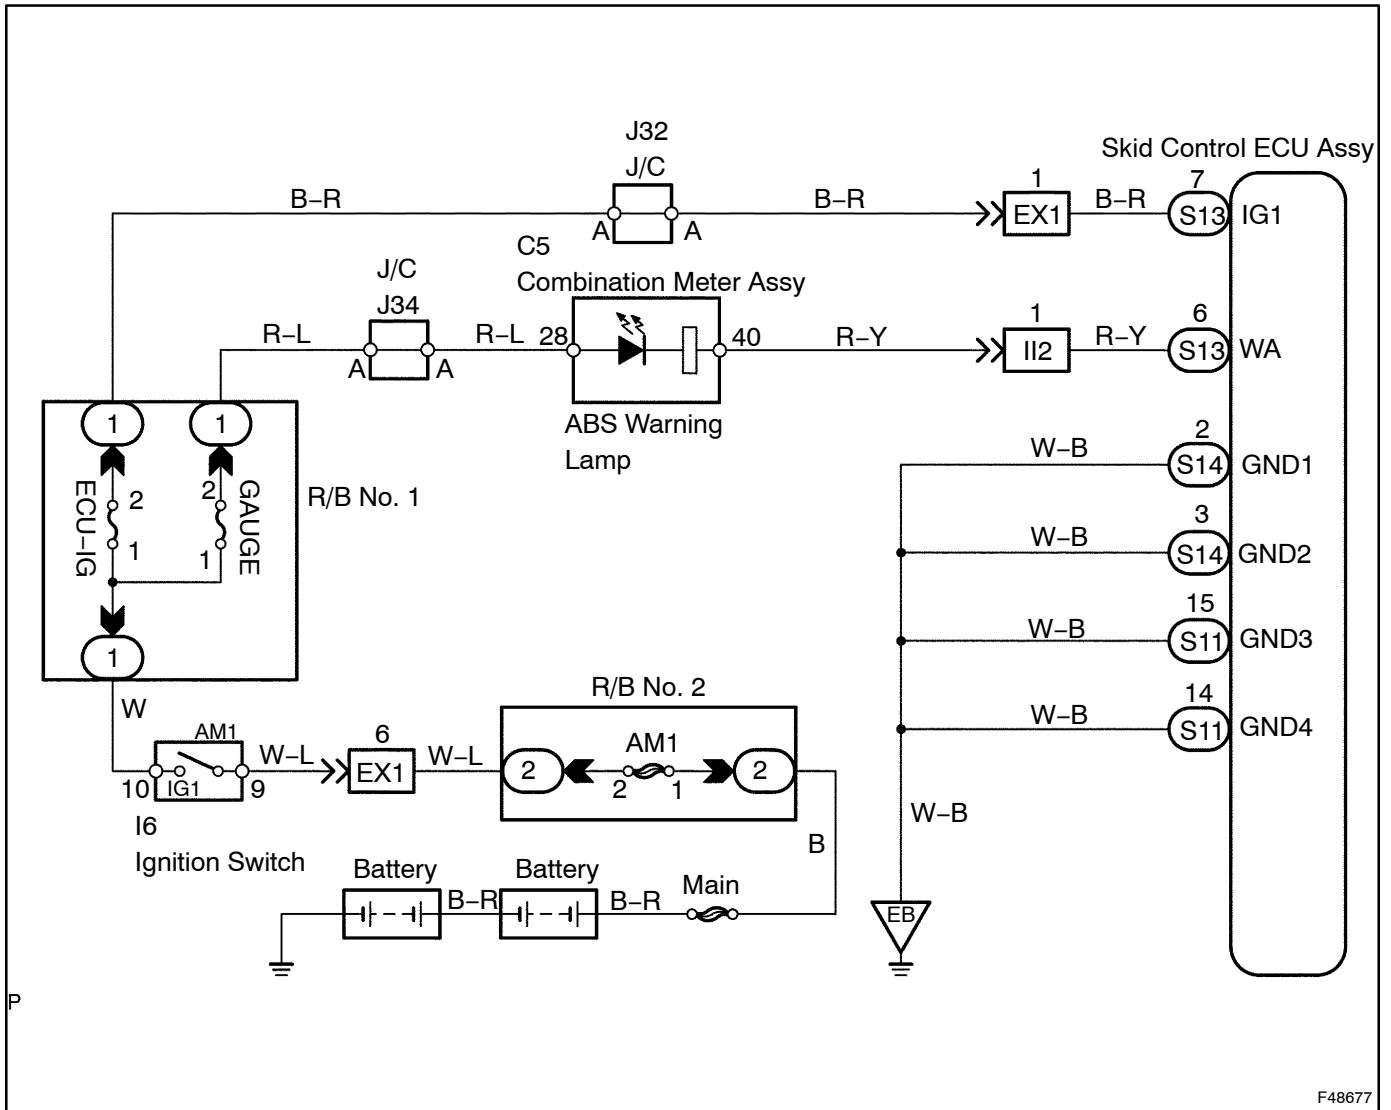 J32
J/C
Skid Control ECU Assy
B–R
A
A
B–R
1
EX1
B–R
7
S13
IG1
C5
Combination Meter Assy
J/C
J34
R–L
A
A
R–L
28
40
R–Y
1
II2
R–Y
6
S13
WA
ABS Warning
Lamp
1
1
ECU–IG
2
1
2
1
GAUGE
R/B No. 1
1
W–B
2
S14
GND1
W–B
3
S14
GND2
W–B
15
S11
GND3
W–B
14
S11
GND4
W
AM1
10
IG1
9
I6
Ignition Switch
W–L
6
EX1
W–L
R/B No. 2
2
AM1
2
1
2
B
W–B
Battery
B–R
Battery
B–R
Main
EB
P
F48677